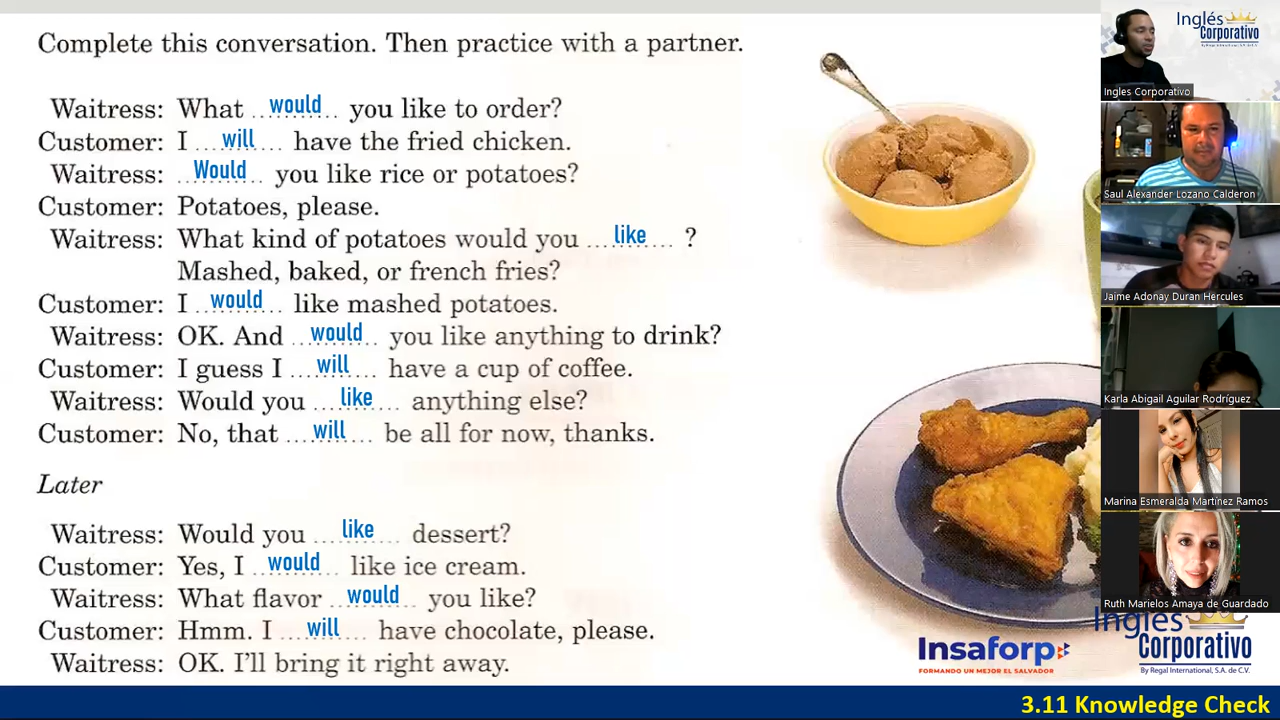 Complete this conversation. Then practice with a partner.
Waitress: What would you like to order?
Customer: I will have the fried chicken.
Waitress: Would you like rice or potatoes?
Customer: Potatoes, please.
Waitress: What kind of potatoes would you like ?
Mashed, baked, or french fries?
Customer: I would like mashed potatoes.
Waitress: OK. And would you like anything to drink?
Customer: I guess I will have a cup of coffee.
Waitress: Would you like anything else?
Customer: No, that will be all for now, thanks.
Later
Waitress: Would you like dessert?
Customer: Yes, I would like ice cream.
Waitress: What flavor would you like?
Customer: Hmm. I will have chocolate, please.
Waitress: OK. I'll bring it right away.
Inglés
Corporativo
Ingles Corporativo
Saul Alexander Lozano Calderon
Jaime Adonay Duran Hercules
Karla Abigail Aguilar Rodríguez
Marina Esmeralda Martínez Ramos
Ruth Marielos Amaya de Guardado
Insaforp
FORMANDO UN MEJOR EL SALVADOR
Inglés
Corporativo
By Regal International, S.A. de C.V.
3.11 Knowledge Check